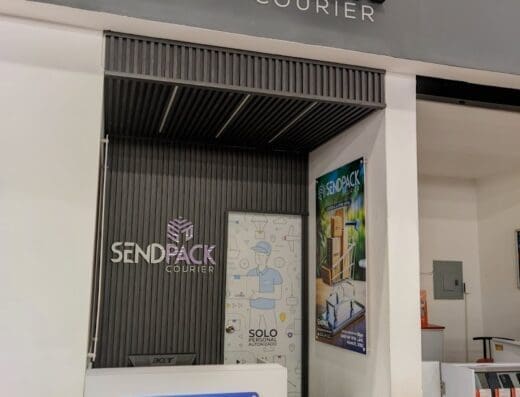 COURIER
SENDPACK
COURIER
SENDPACK
SOLO
PERSONAL
AUTORIZADO
acer